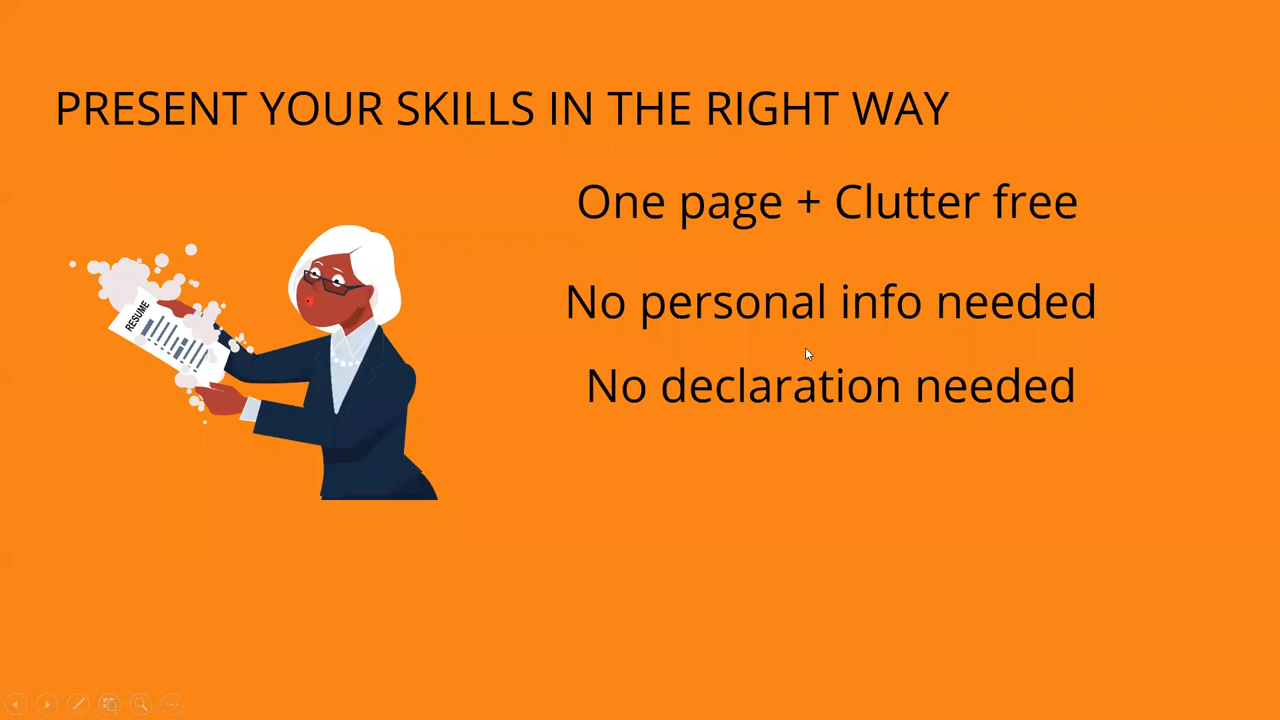 PRESENT YOUR SKILLS IN THE RIGHT WAY
One page + Clutter free
No personal info needed
No declaration needed
RESUME